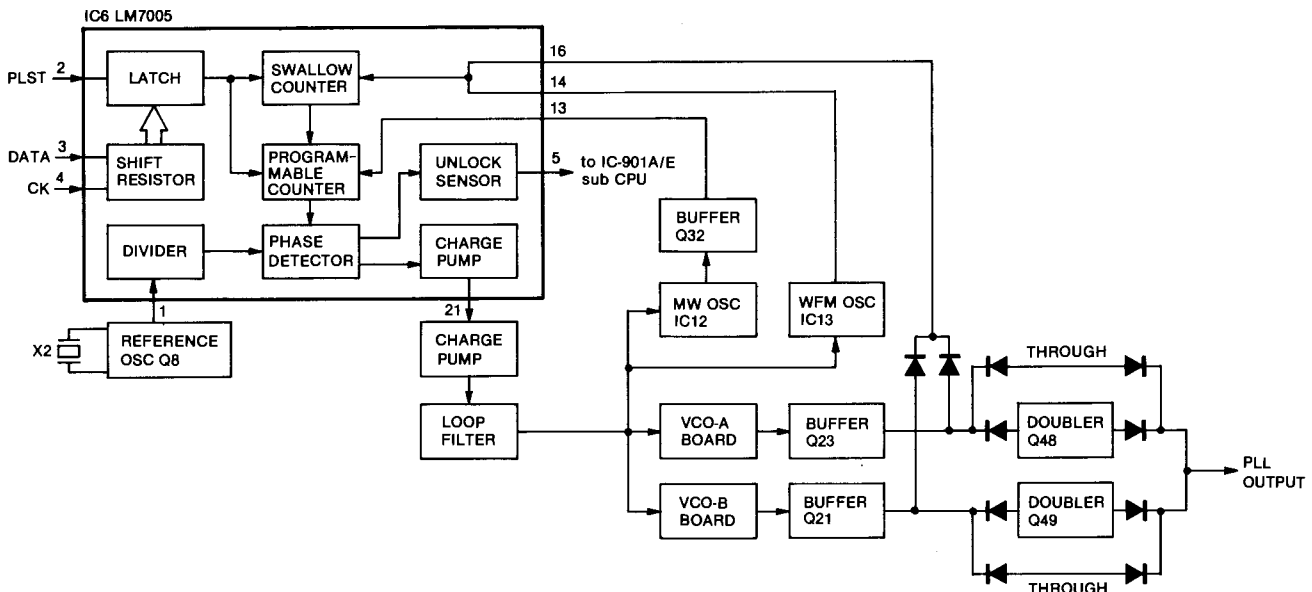 IC6 LM7005
PLST
2
LATCH
SWALLOW
COUNTER
16
14
13
DATA
3
CK
4
SHIFT
RESISTOR
PROGRAM-
MABLE
COUNTER
UNLOCK
SENSOR
5
to IC-901A/E
sub CPU
DIVIDER
PHASE
DETECTOR
CHARGE
PUMP
BUFFER
Q32
1
21
X2
REFERENCE
OSC Q8
CHARGE
PUMP
MW OSC
IC12
WFM OSC
IC13
THROUGH
LOOP
FILTER
VCO-A
BOARD
BUFFER
Q23
DOUBLER
Q48
PLL
OUTPUT
VCO-B
BOARD
BUFFER
Q21
DOUBLER
Q49
THROUGH